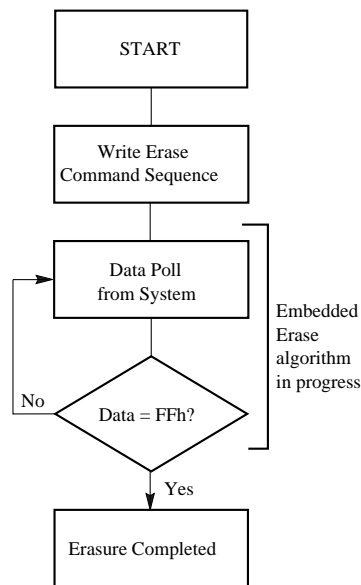 START
Write Erase
Command Sequence
Data Poll
from System
Embedded
Erase
algorithm
in progress
Data = FFh?
No
Yes
Erasure Completed